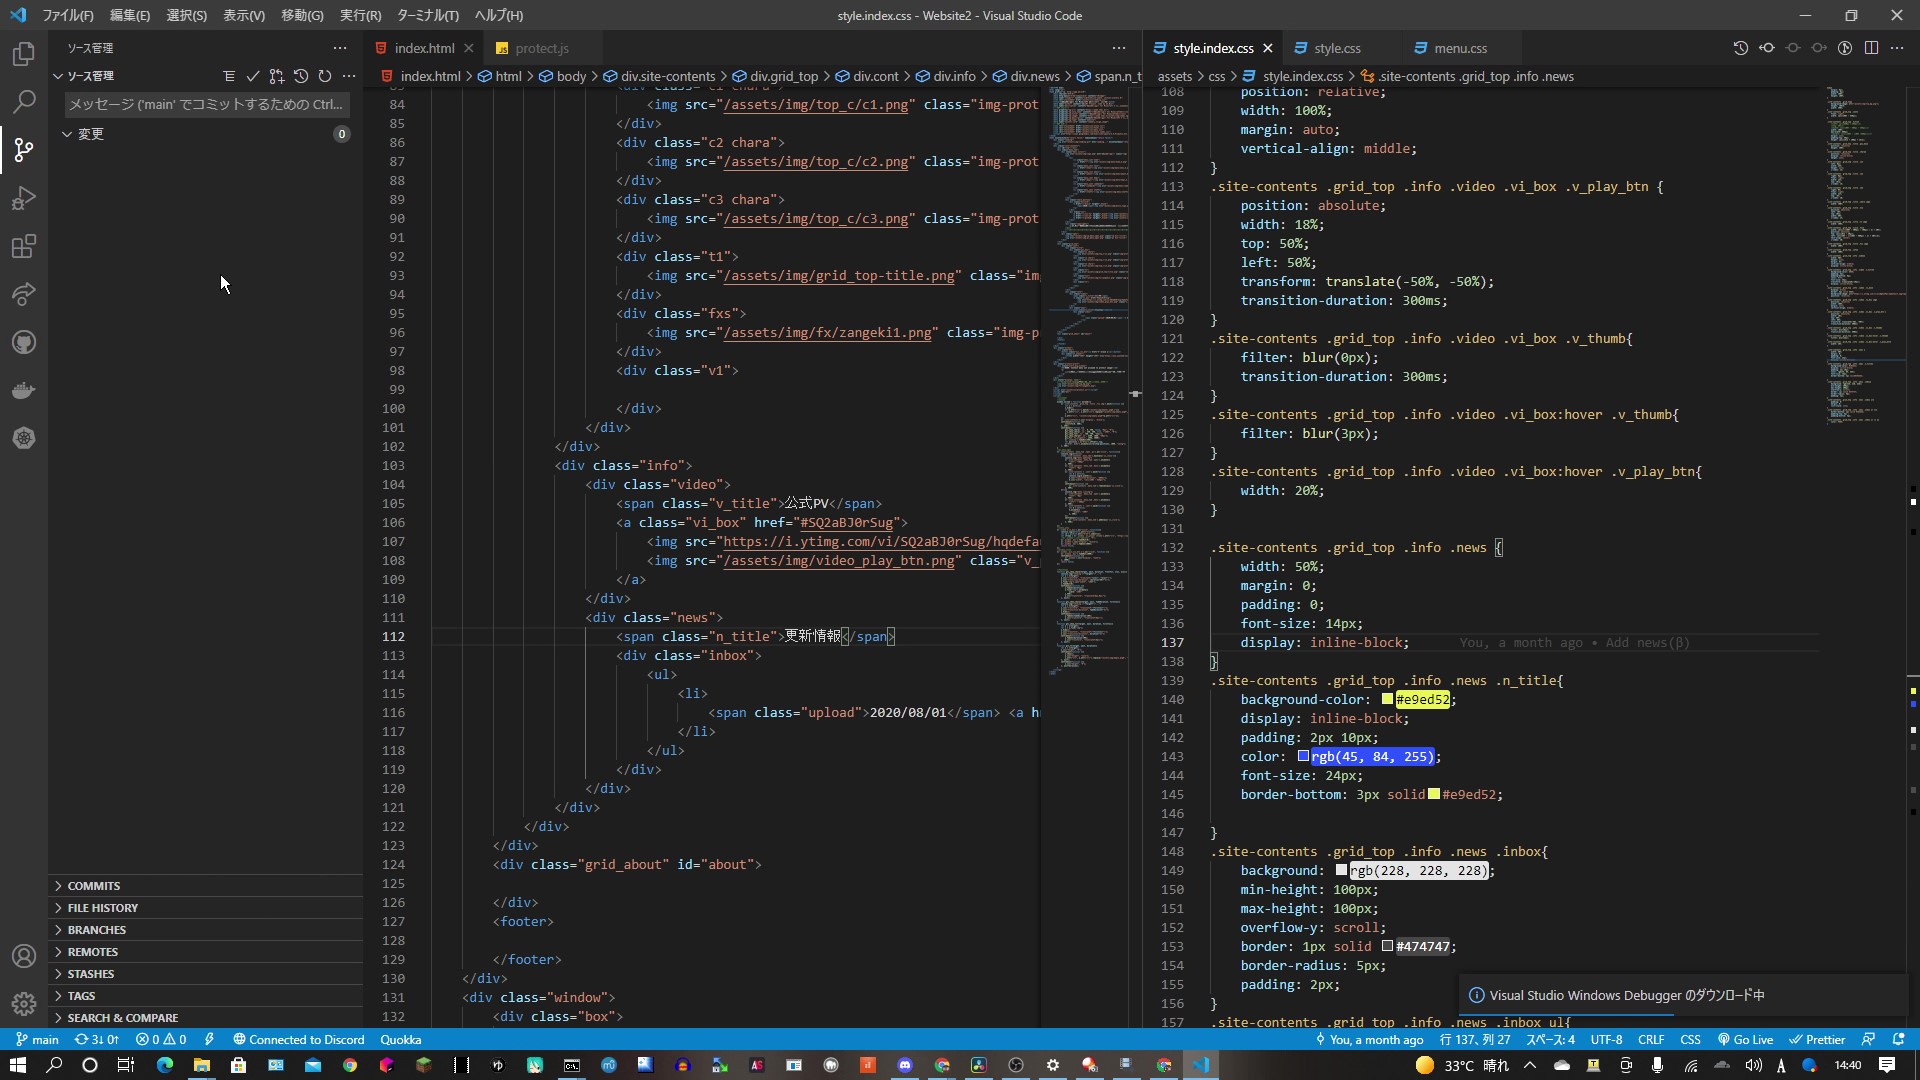 ファイル(F) 編集(E) 選択(S) 表示(V) 移動(G) 実行(R) ターミナル(T) ヘルプ(H)
style.index.css - Website2 - Visual Studio Code
ソース管理
ソース管理
メッセージ ('main' でコミットするための Ctrl...
変更
0
COMMITS
FILE HISTORY
BRANCHES
REMOTES
STASHES
TAGS
SEARCH & COMPARE
index.html
protect.js
index.html > html > body > div.site-contents > div.grid_top > div.cont > div.info > div.news > span.n_t
84 <img src="/assets/img/top_c/c1.png" class="img-prot
85 </div>
86 <div class="c2 chara">
87 <img src="/assets/img/top_c/c2.png" class="img-prot
88 </div>
89 <div class="c3 chara">
90 <img src="/assets/img/top_c/c3.png" class="img-prot
91 </div>
92 <div class="t1">
93 <img src="/assets/img/grid_top-title.png" class="im
94 </div>
95 <div class="fxs">
96 <img src="/assets/img/fx/zangeki1.png" class="img-p
97 </div>
98 <div class="v1">
99
100 </div>
101 </div>
102 </div>
103 <div class="info">
104 <div class="video">
105 <span class="v_title">公式PV</span>
106 <a class="vi_box" href="#SQ2aBJ0rSug">
107 <img src="https://i.ytimg.com/vi/SQ2aBJ0rSug/hqdefau
108 <img src="/assets/img/video_play_btn.png" class="v_
109 </a>
110 </div>
111 <div class="news">
112 <span class="n_title">更新情報</span>
113 <div class="inbox">
114 <ul>
115 <li>
116 <span class="upload">2020/08/01</span> <a h
117 </li>
118 </ul>
119 </div>
120 </div>
121 </div>
122 </div>
123 </div>
124 <div class="grid_about" id="about">
125
126 </div>
127 <footer>
128
129 </footer>
130 </div>
131 <div class="window">
132 <div class="box">
style.index.css
style.css
menu.css
assets > css > style.index.css > .site-contents .grid_top .info .news
108 position: relative;
109 width: 100%;
110 margin: auto;
111 vertical-align: middle;
112 }
113 .site-contents .grid_top .info .video .vi_box .v_play_btn {
114 position: absolute;
115 width: 18%;
116 top: 50%;
117 left: 50%;
118 transform: translate(-50%, -50%);
119 transition-duration: 300ms;
120 }
121 .site-contents .grid_top .info .video .vi_box .v_thumb{
122 filter: blur(0px);
123 transition-duration: 300ms;
124 }
125 .site-contents .grid_top .info .video .vi_box:hover .v_thumb{
126 filter: blur(3px);
127 }
128 .site-contents .grid_top .info .video .vi_box:hover .v_play_btn{
129 width: 20%;
130 }
131
132 .site-contents .grid_top .info .news {
133 width: 50%;
134 margin: 0;
135 padding: 0;
136 font-size: 14px;
137 display: inline-block; You, a month ago • Add news(β)
138 }
139 .site-contents .grid_top .info .news .n_title{
140 background-color: #e9ed52;
141 display: inline-block;
142 padding: 2px 10px;
143 color: rgb(45, 84, 255);
144 font-size: 24px;
145 border-bottom: 3px solid #e9ed52;
146
147 }
148 .site-contents .grid_top .info .news .inbox{
149 background: rgb(228, 228, 228);
150 min-height: 100px;
151 max-height: 100px;
152 overflow-y: scroll;
153 border: 1px solid #474747;
154 border-radius: 5px;
155 padding: 2px;
156 }
157 .site-contents .grid_top .info .news .inbox ul{
Visual Studio Windows Debugger のダウンロード中
main 3↓ 0↑ 0 0 Connected to Discord Quokka
You, a month ago 行 137、列 27 スペース: 4 UTF-8 CRLF CSS Go Live Prettier
33°C 晴れ A 14:40